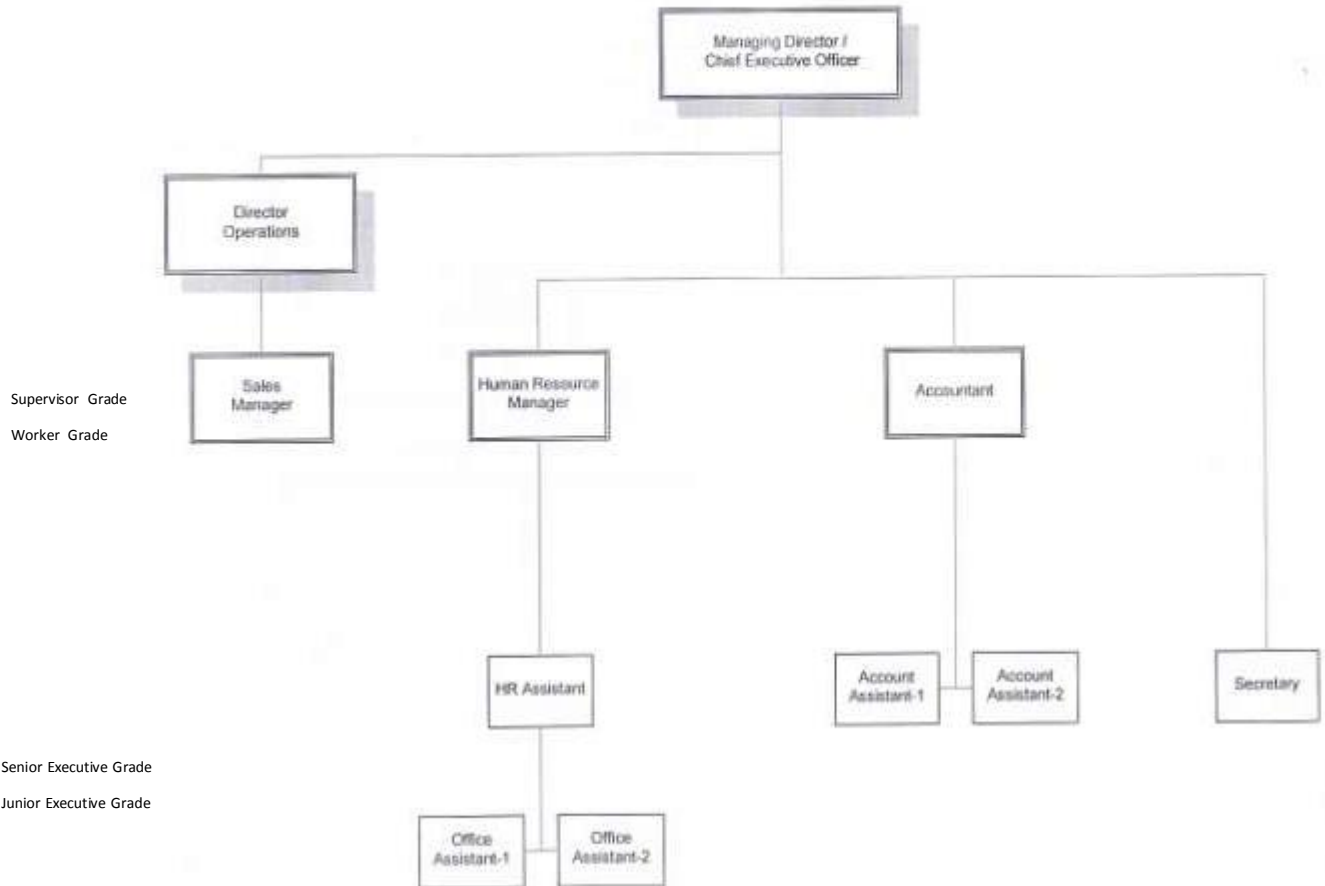 Managing Director /
Chief Executive Officer
Director
Operations
Sales
Manager
Human Resource
Manager
Accountant
Supervisor Grade
Worker Grade
HR Assistant
Account
Assistant-1
Account
Assistant-2
Secretary
Senior Executive Grade
Junior Executive Grade
Office
Assistant-1
Office
Assistant-2